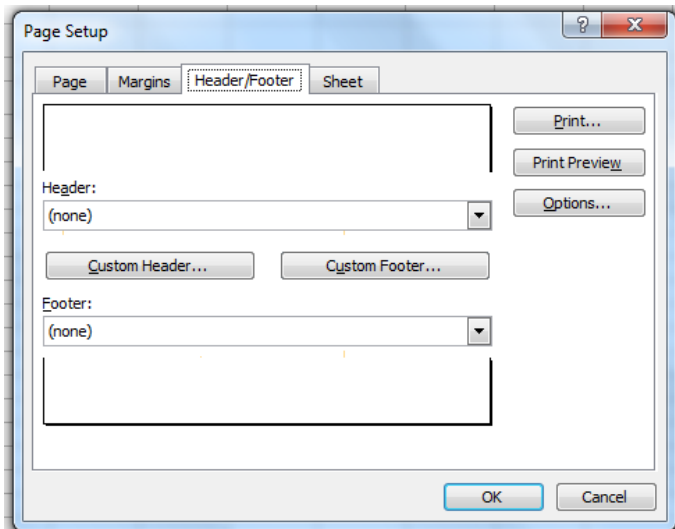 Page Setup
?
X
Page Margins Header/Footer Sheet
Print...
Print Preview
Options...
Header:
(none)
Custom Header... Custom Footer...
Footer:
(none)
OK Cancel